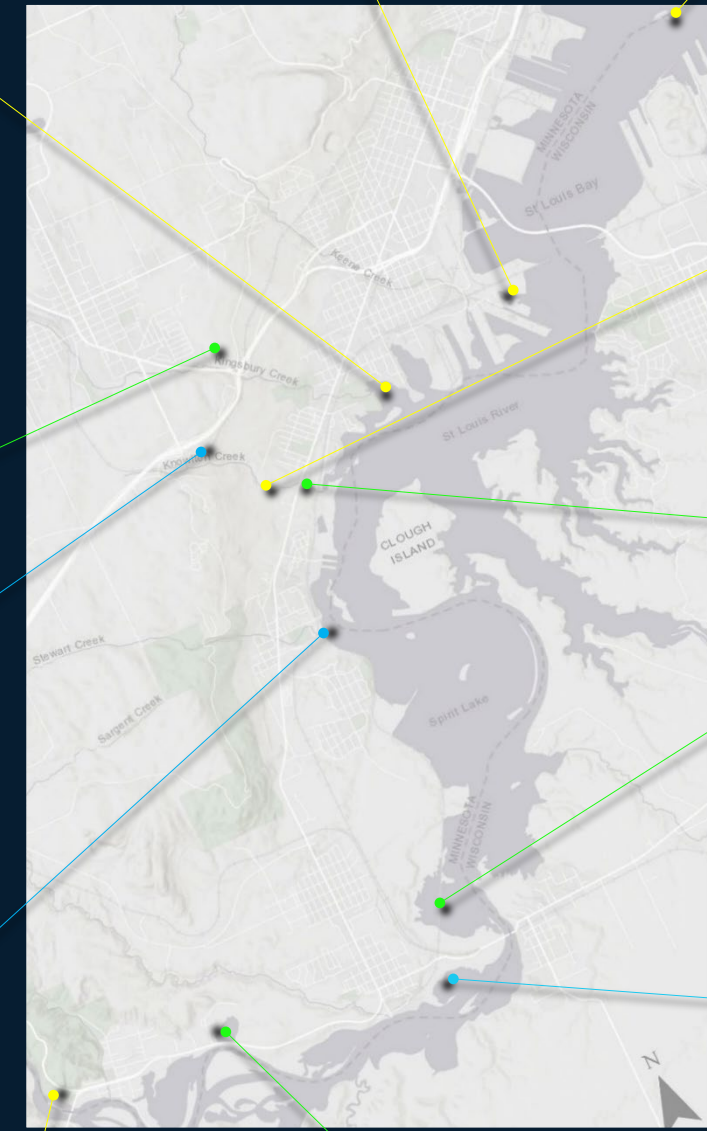 MINNESOTA
WISCONSIN
St Louis Bay
Keene Creek
Kingsbury Creek
St Louis River
Knowlton Creek
CLOUGH
ISLAND
Stewart Creek
Sargent Creek
Spirit Lake
MINNESOTA
WISCONSIN
N